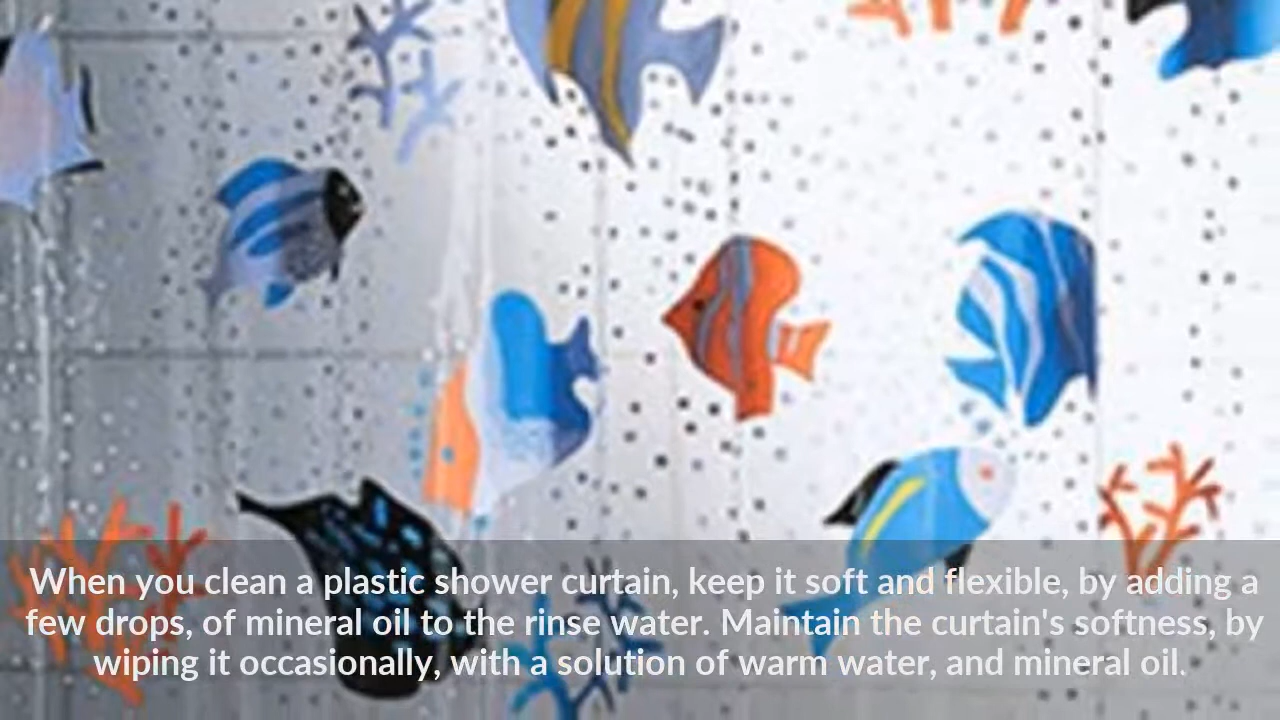 When you clean a plastic shower curtain, keep it soft and flexible, by adding a
few drops, of mineral oil to the rinse water. Maintain the curtain's softness, by
wiping it occasionally, with a solution of warm water, and mineral oil.